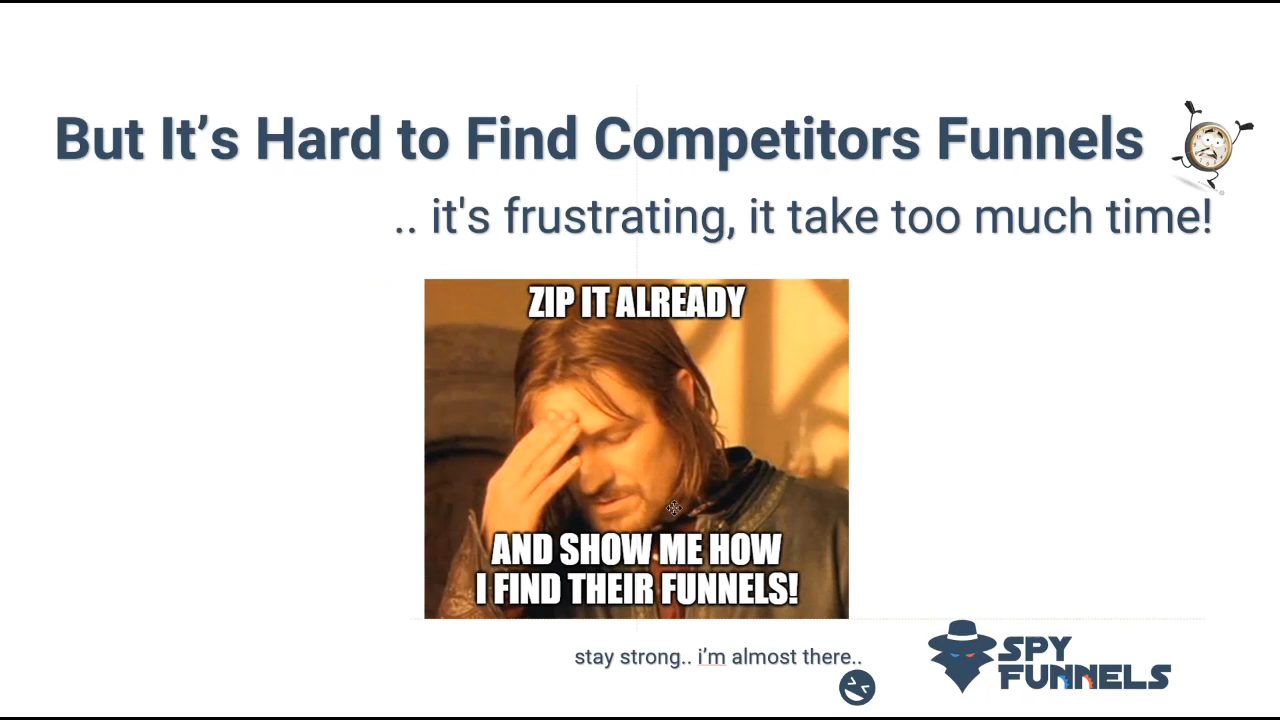 But It’s Hard to Find Competitors Funnels
.. it's frustrating, it take too much time!
ZIP IT ALREADY
AND SHOW ME HOW
I FIND THEIR FUNNELS!
stay strong.. i’m almost there..
SPY
FUNNELS